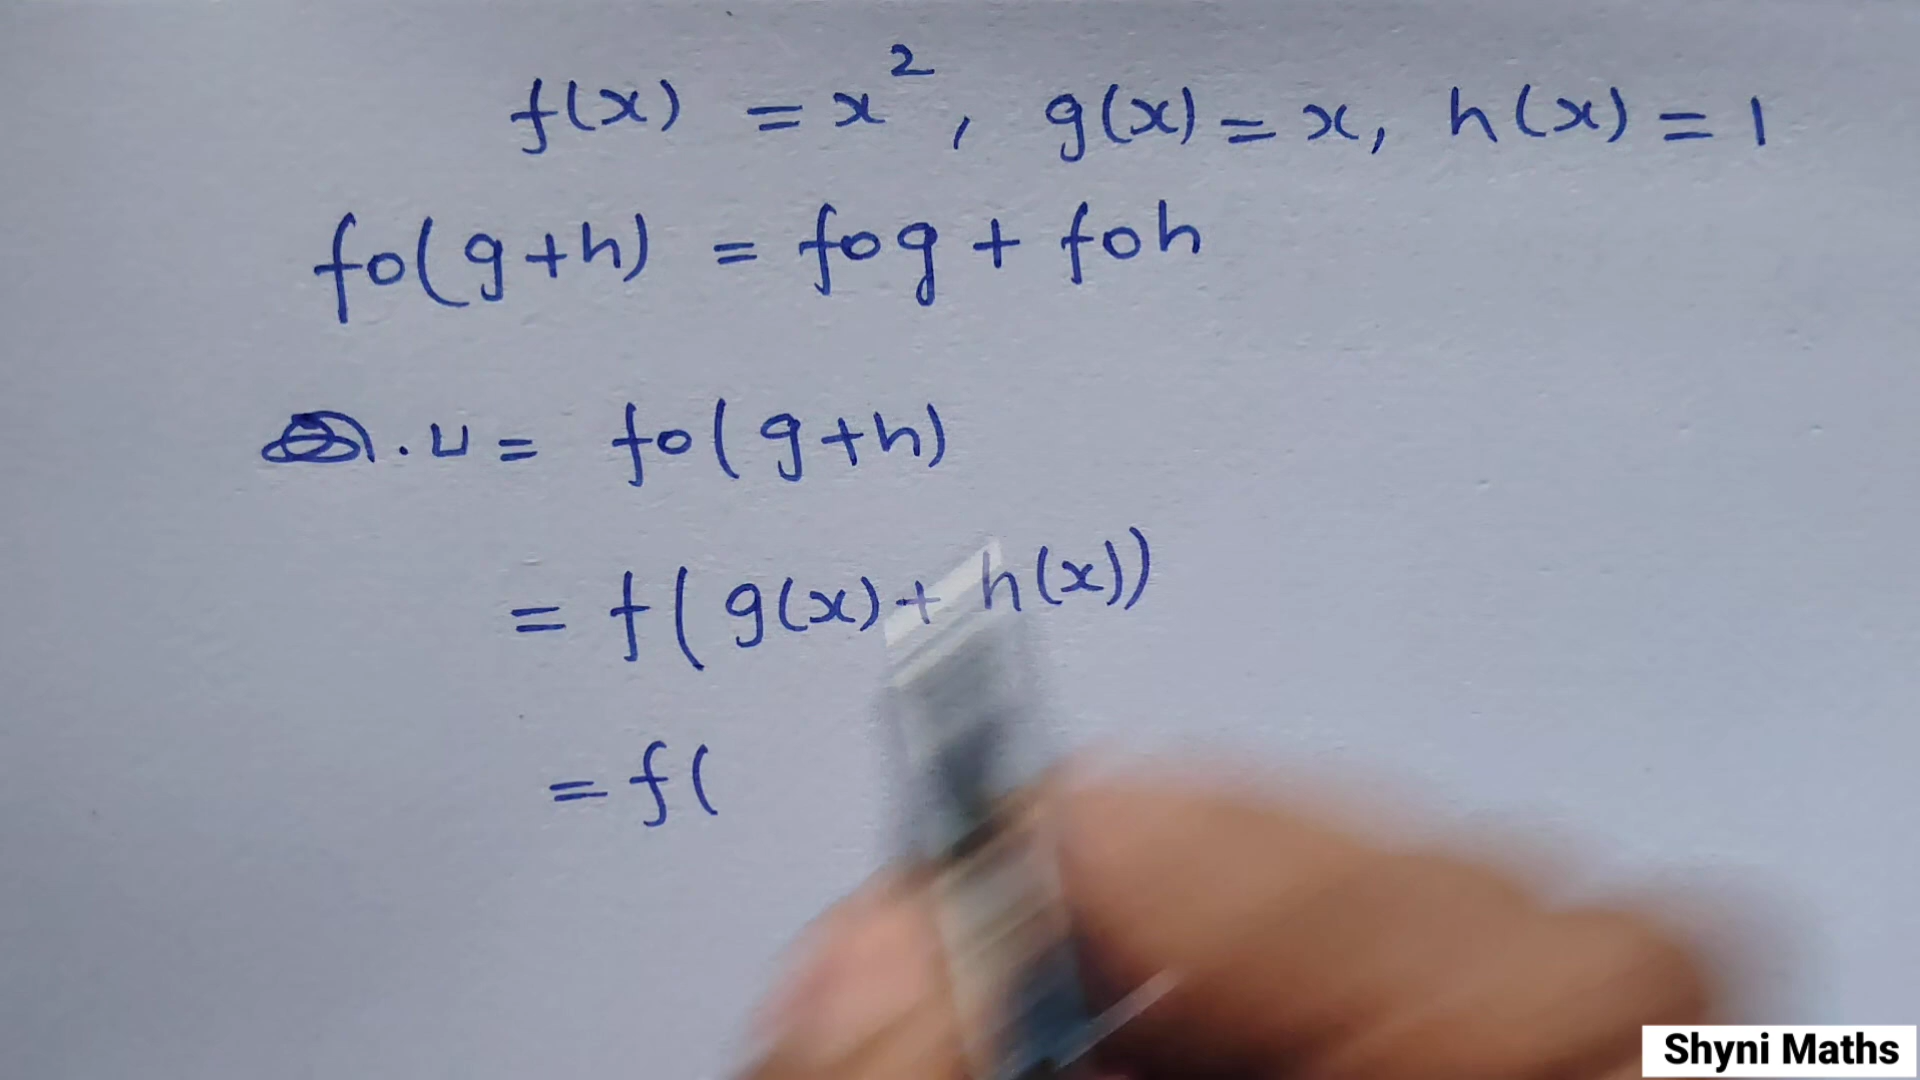 f(x) = x², g(x) = x, h(x) = 1
fo(g+h) = fog + foh
. u = fo(g+h)
= f(g(x) + h(x))
= f(
Shyni Maths